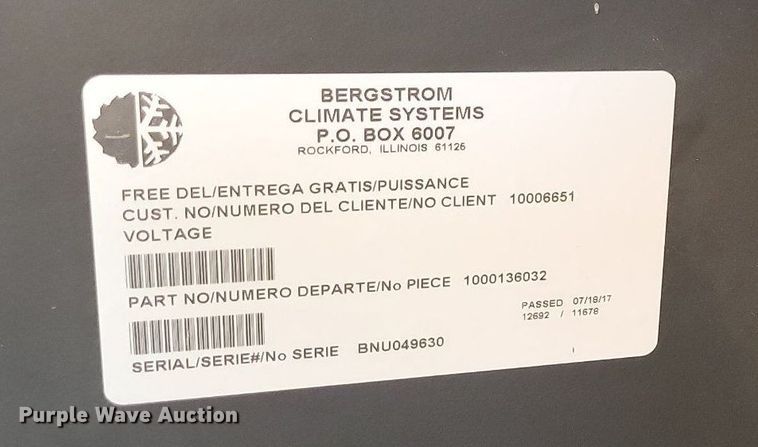 BERGSTROM
CLIMATE SYSTEMS
P.O. BOX 6007
ROCKFORD, ILLINOIS 61126
FREE DEL/ENTREGA GRATIS/PUISSANCE
CUST. NO/NUMERO DEL CLIENTE/NO CLIENT 10006651
VOLTAGE
PART NO/NUMERO DEPARTE/No PIECE 1000136032
PASSED 07/18/17
12692 / 11678
SERIAL/SERIE#/No SERIE BNU049630
Purple Wave Auction